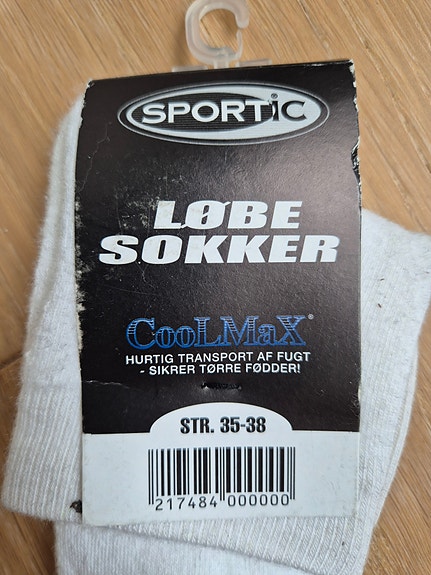 SPORTIC
LØBE
SOKKER
CooLMaX®
HURTIG TRANSPORT AF FUGT
- SIKRER TØRRE FØDDER!
STR. 35-38
217484 000000